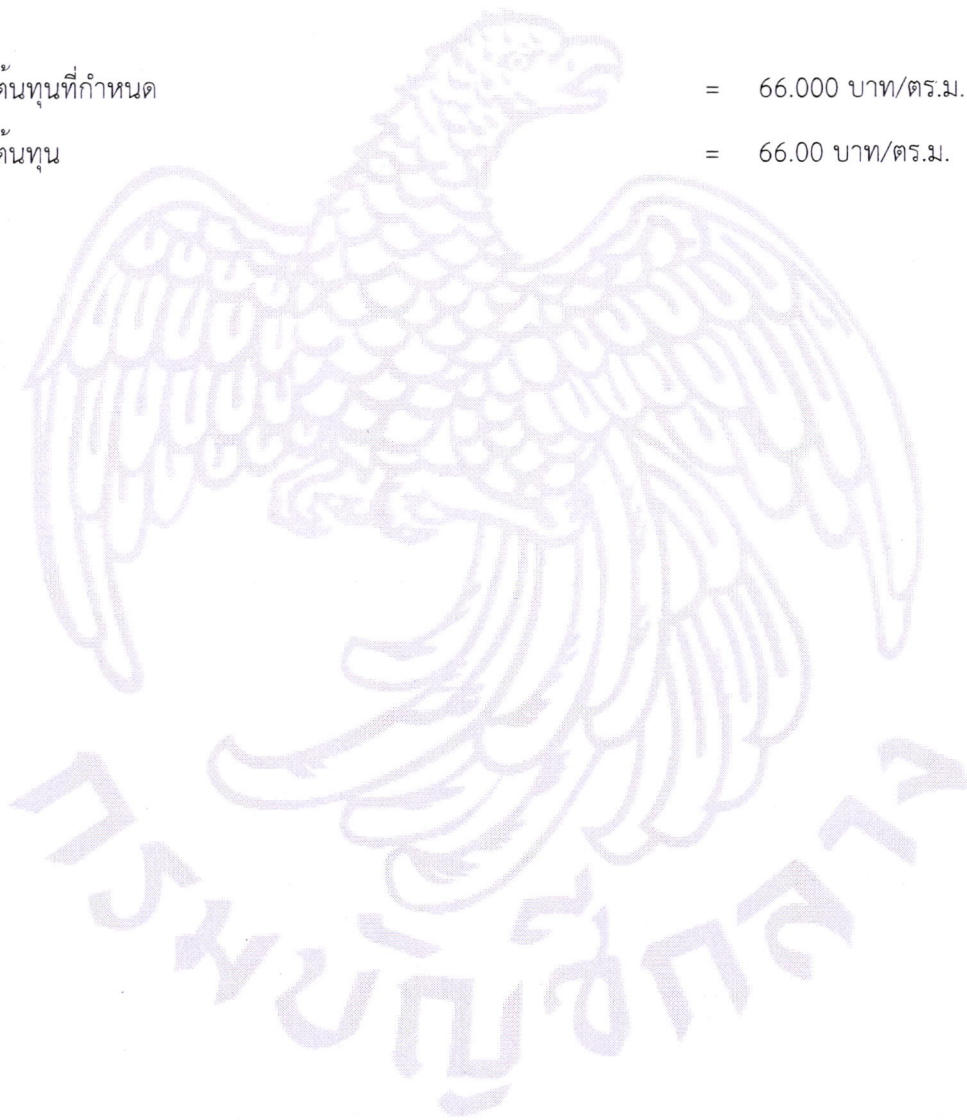 ต้นทุนที่กำหนด = 66.000 บาท/ตร.ม.
ต้นทุน = 66.00 บาท/ตร.ม.
กรมบัญชีกลาง